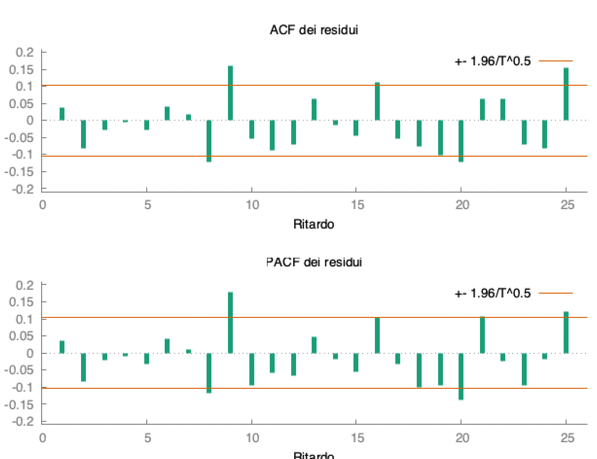 ACF dei residui
0.2
+- 1.96/T^0.5
0.15
0.1
0.05
0
-0.05
-0.1
-0.15
-0.2
0 5 10 15 20 25
Ritardo
PACF dei residui
0.2
+- 1.96/T^0.5
0.15
0.1
0.05
0
-0.05
-0.1
-0.15
-0.2
0 5 10 15 20 25
Ritardo